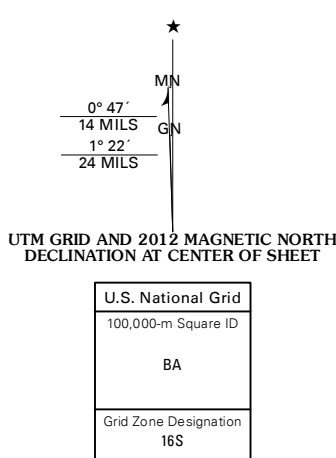 ★
MN
0° 47´
14 MILS
GN
1° 22´
24 MILS
UTM GRID AND 2012 MAGNETIC NORTH
DECLINATION AT CENTER OF SHEET
U.S. National Grid
100,000-m Square ID
BA
Grid Zone Designation
16S